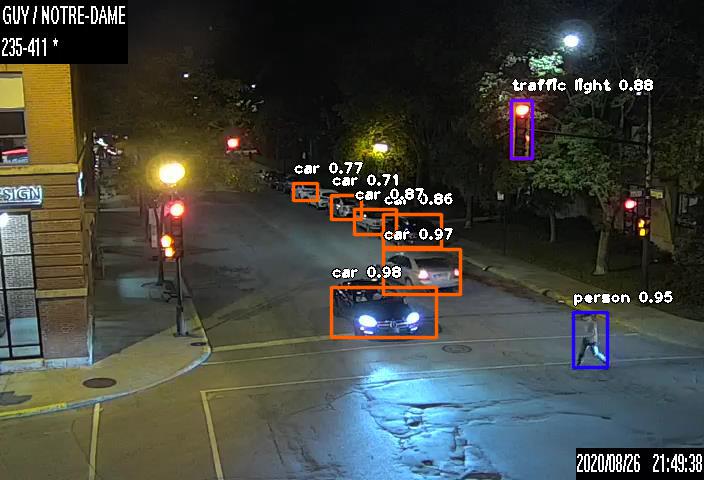 GUY / NOTRE-DAME
235-411 *
traffic light 0.88
car 0.77
car 0.71
car 0.87
car 0.86
SIGN
car 0.97
car 0.98
person 0.95
2020/08/26 21:49:38